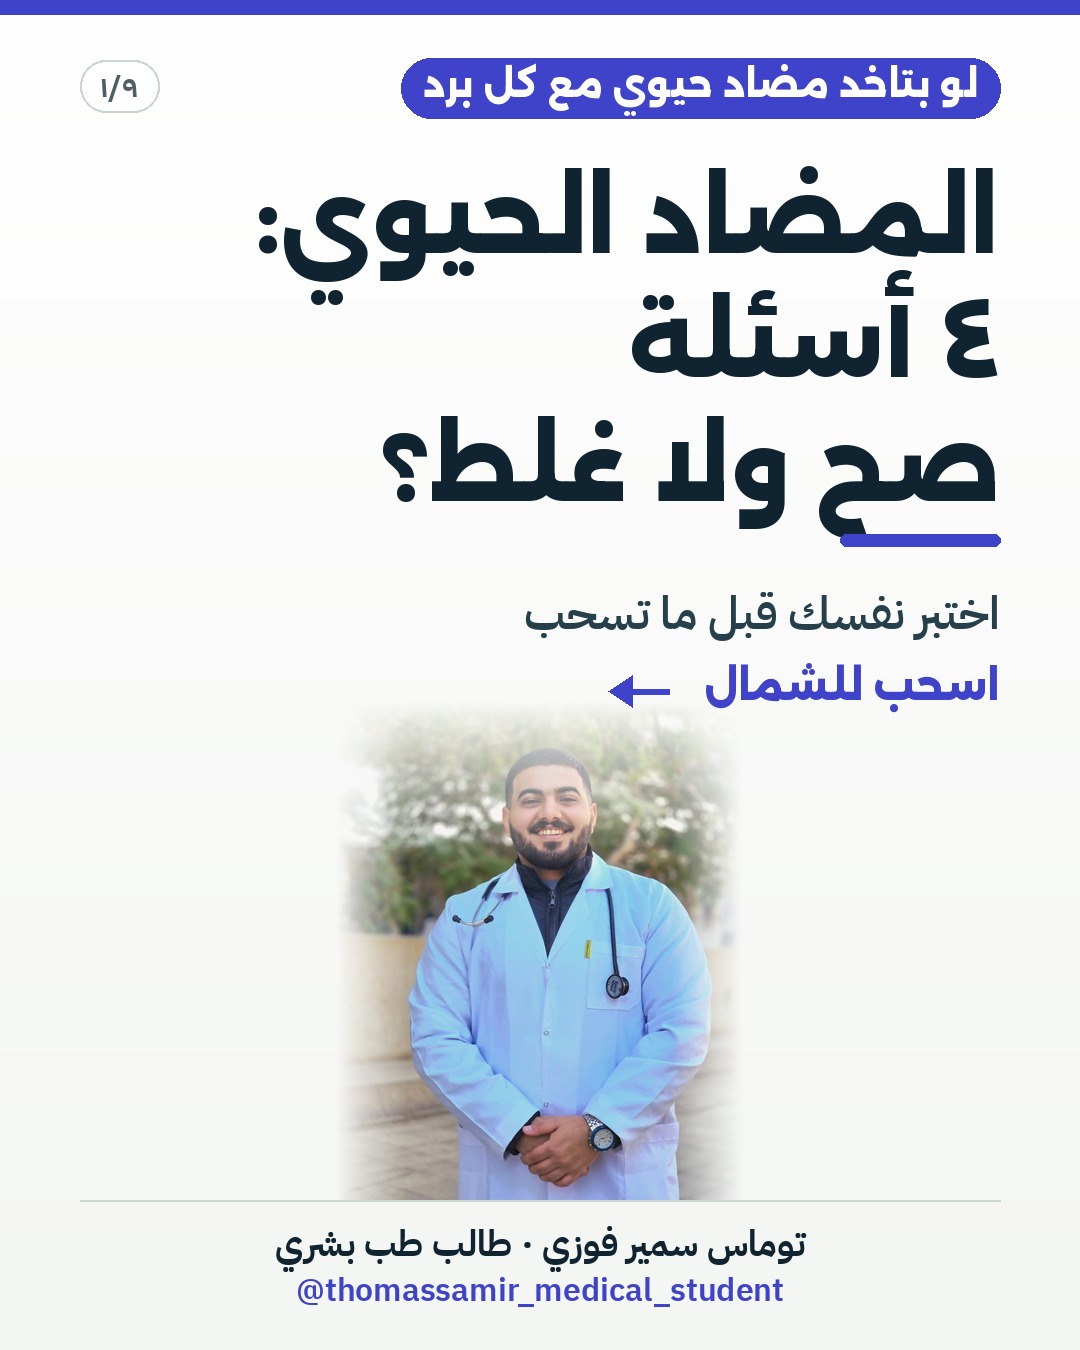 لو بتاخد مضاد حيوي مع كل برد
١/٩
المضاد الحيوي:
٤ أسئلة
صح ولا غلط؟
اختبر نفسك قبل ما تسحب
اسحب للشمال
توماس سمير فوزي · طالب طب بشري
@thomassamir_medical_student